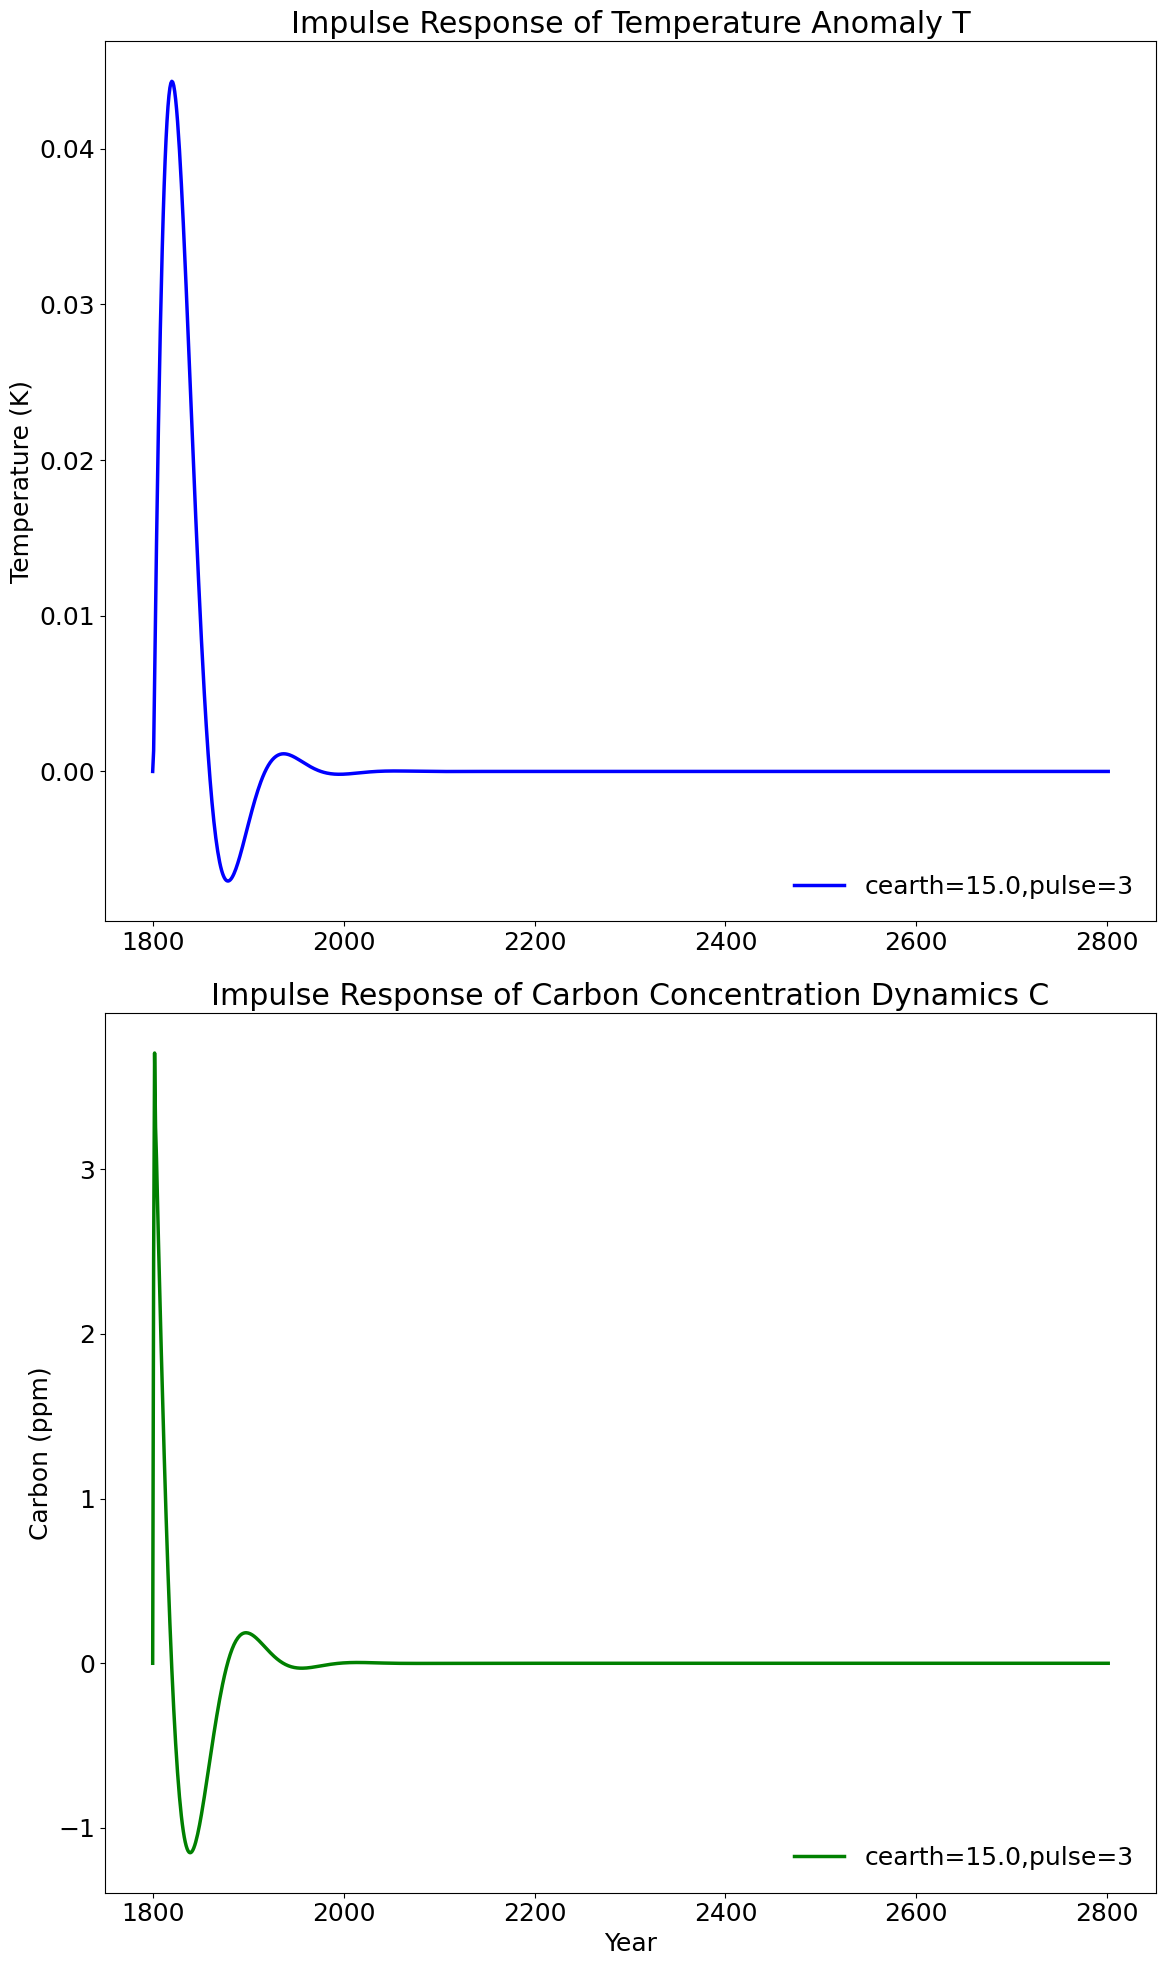 Impulse Response of Temperature Anomaly T
Temperature (K)
0.04
0.03
0.02
0.01
0.00
cearth=15.0,pulse=3
1800 2000 2200 2400 2600 2800
Impulse Response of Carbon Concentration Dynamics C
Carbon (ppm)
3
2
1
0
−1
cearth=15.0,pulse=3
1800 2000 2200 2400 2600 2800
Year